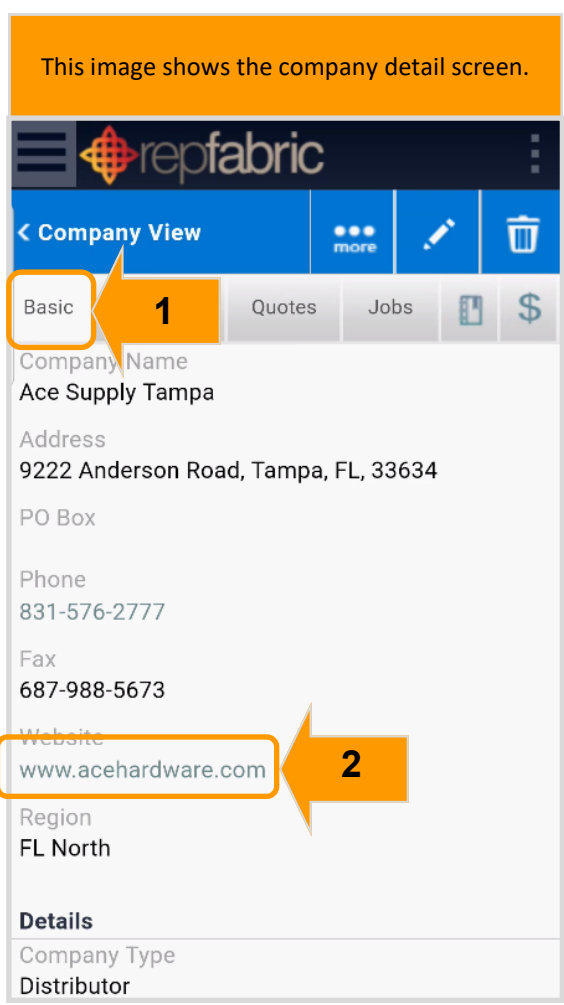 This image shows the company detail screen.
repfabric
Company View
more
Basic
1
Quotes
Jobs
$
Company Name
Ace Supply Tampa
Address
9222 Anderson Road, Tampa, FL, 33634
PO Box
Phone
831-576-2777
Fax
687-988-5673
Website
www.acehardware.com
2
Region
FL North
Details
Company Type
Distributor